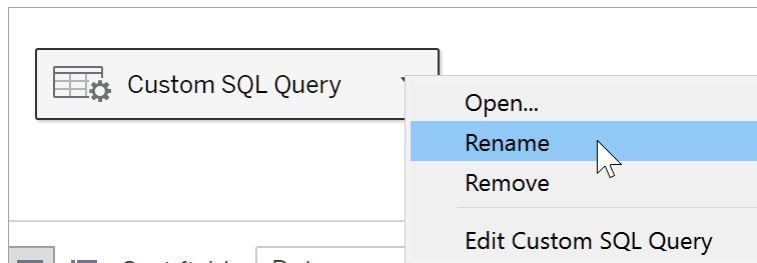 Custom SQL Query
Open...
Rename
Remove
Edit Custom SQL Query